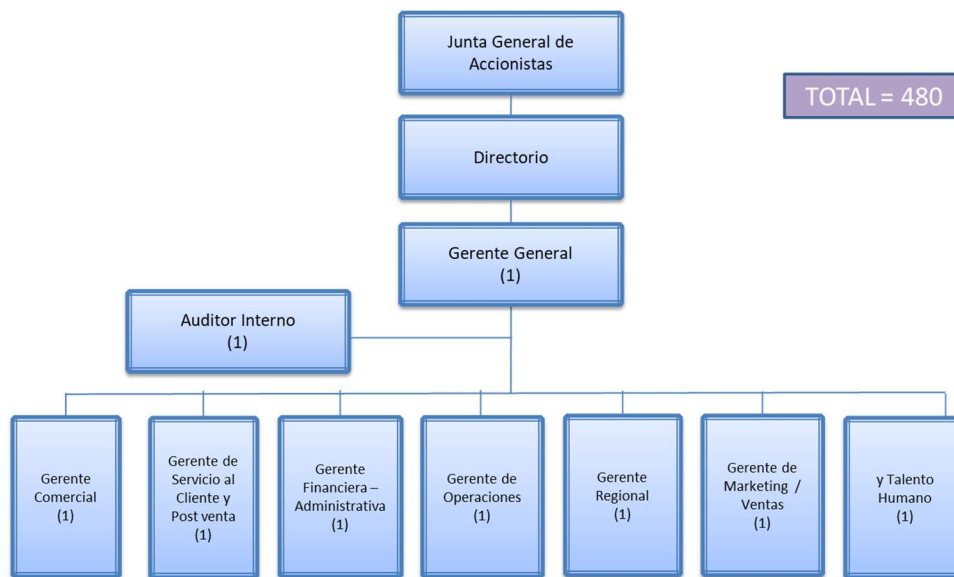 Junta General de
Accionistas
TOTAL = 480
Directorio
Gerente General
(1)
Auditor Interno
(1)
Gerente
Comercial
(1)
Gerente de
Servicio al
Cliente y
Post venta
(1)
Gerente
Financiera –
Administrativa
(1)
Gerente de
Operaciones
(1)
Gerente
Regional
(1)
Gerente de
Marketing /
Ventas
(1)
y Talento
Humano
(1)